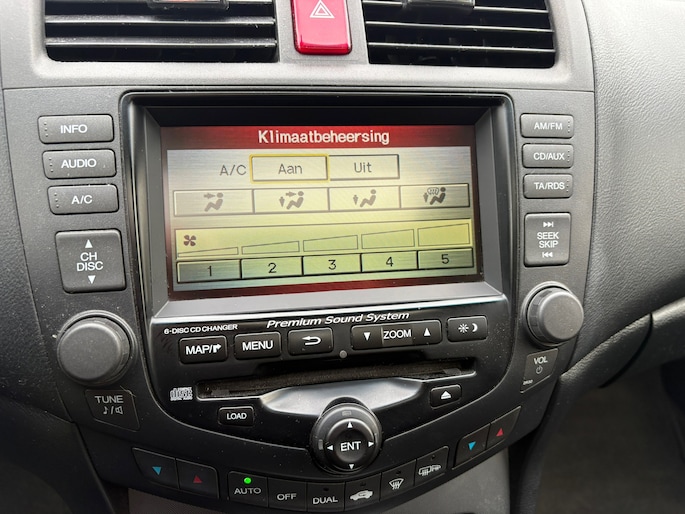 Klimaatbeheersing
A/C Aan Uit
1 2 3 4 5
INFO
AUDIO
A/C
CH DISC
TUNE
AM/FM
CD/AUX
TA/RDS
SEEK SKIP
VOL
6-DISC CD CHANGER Premium Sound System
MAP/ MENU ZOOM
LOAD
ENT
AUTO OFF DUAL